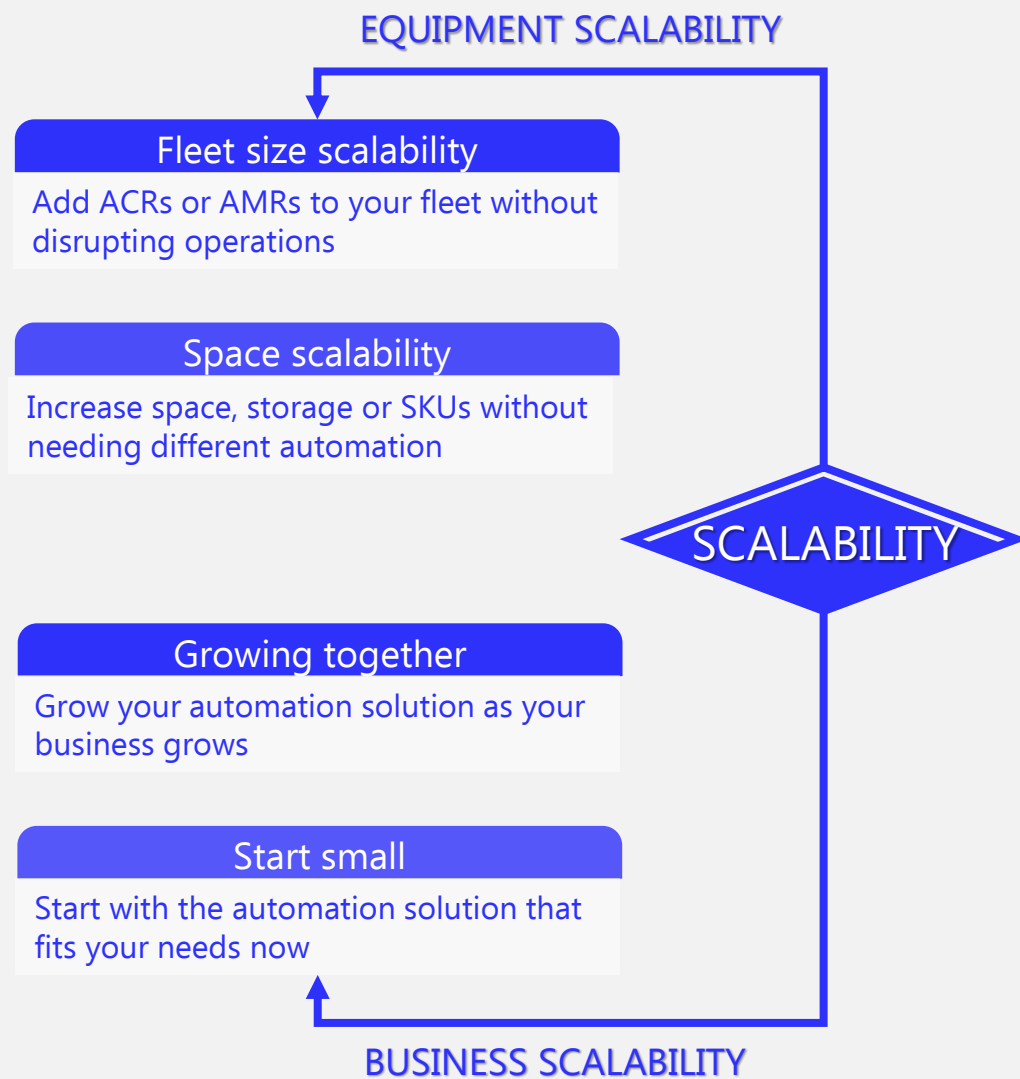 EQUIPMENT SCALABILITY
Fleet size scalability
Add ACRs or AMRs to your fleet without
disrupting operations
Space scalability
Increase space, storage or SKUs without
needing different automation
SCALABILITY
Growing together
Grow your automation solution as your
business grows
Start small
Start with the automation solution that
fits your needs now
BUSINESS SCALABILITY